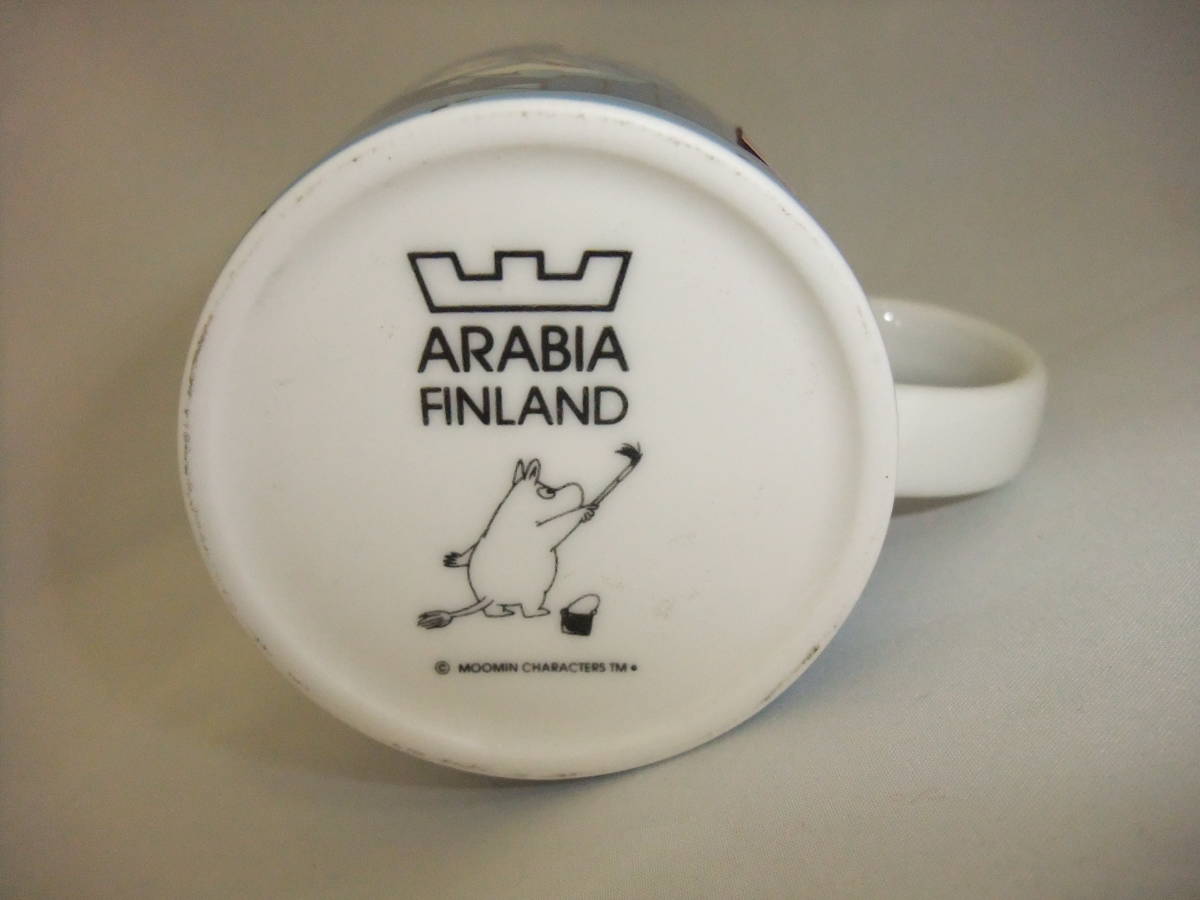 ARABIA
FINLAND
© MOOMIN CHARACTERS TM •